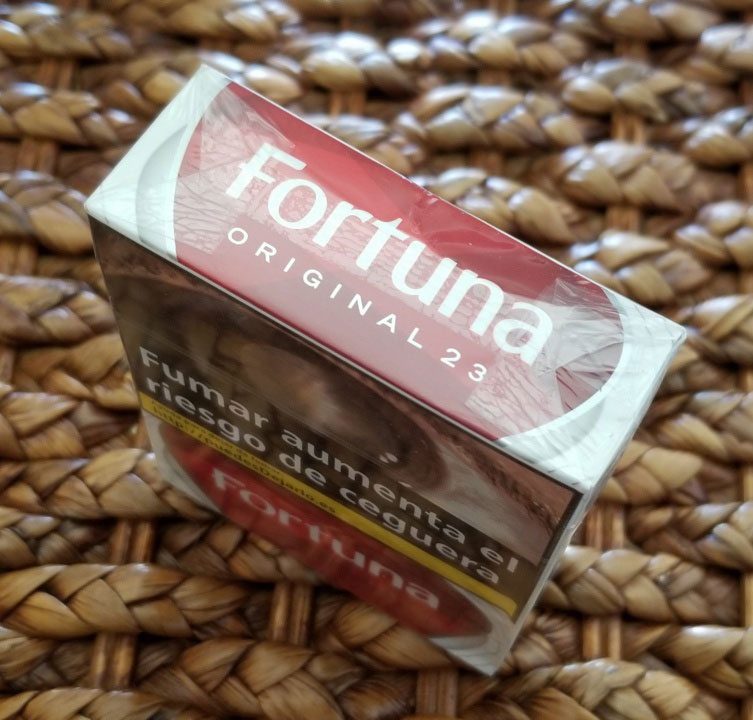 Fortuna
ORIGINAL 23
Fumar aumenta el
riesgo de ceguera
Fortuna